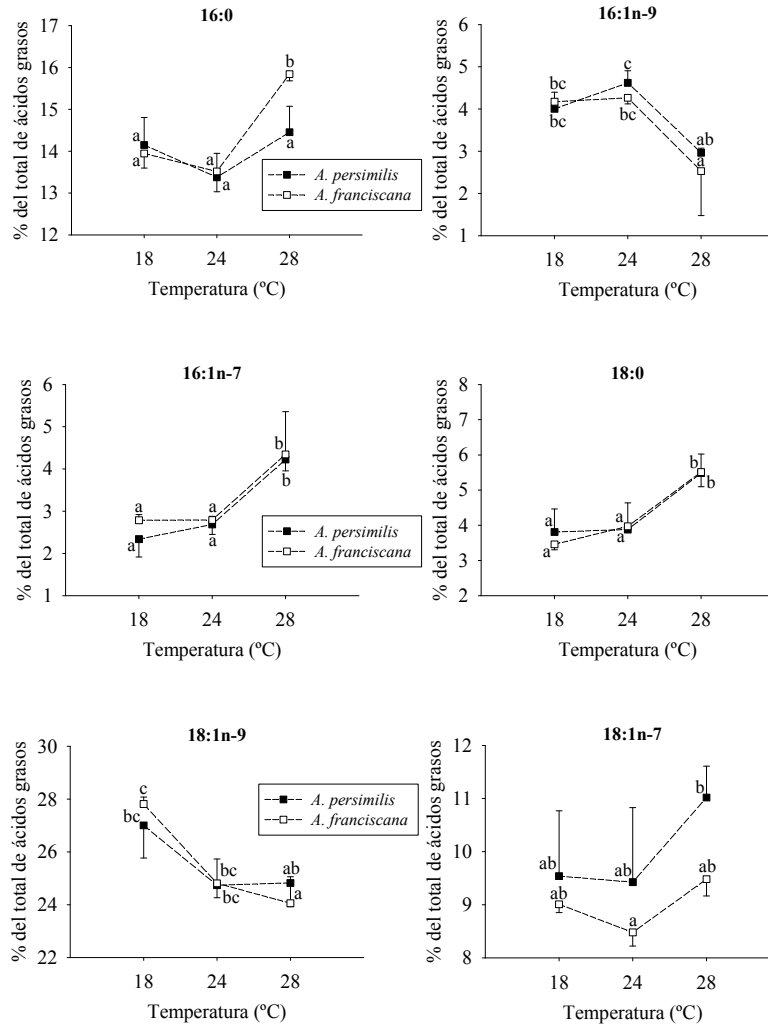 16:0
% del total de ácidos grasos
17
16
15
14
13
12
a
a
a
a
b
a
A. persimilis
A. franciscana
18 24 28
Temperatura (ºC)
16:1n-9
% del total de ácidos grasos
6
5
4
3
2
1
bc
bc
c
bc
ab
a
18 24 28
Temperatura (ºC)
16:1n-7
% del total de ácidos grasos
6
5
4
3
2
1
a
a
a
a
b
b
A. persimilis
A. franciscana
18 24 28
Temperatura (ºC)
18:0
% del total de ácidos grasos
8
7
6
5
4
3
2
a
a
a
a
b
b
18 24 28
Temperatura (ºC)
18:1n-9
% del total de ácidos grasos
30
28
26
24
22
c
bc
bc
bc
ab
a
A. persimilis
A. franciscana
18 24 28
Temperatura (ºC)
18:1n-7
% del total de ácidos grasos
12
11
10
9
8
ab
ab
ab
a
b
ab
18 24 28
Temperatura (ºC)